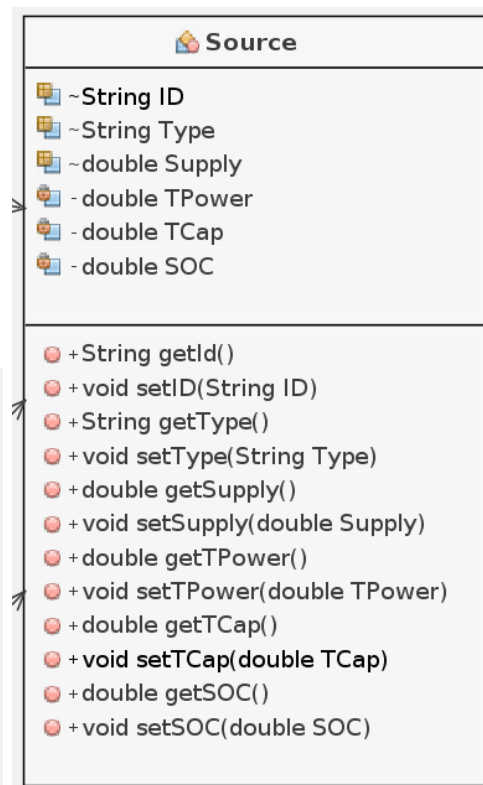 Source
~String ID
~String Type
~double Supply
-double TPower
-double TCap
-double SOC
+String getId()
+void setID(String ID)
+String getType()
+void setType(String Type)
+double getSupply()
+void setSupply(double Supply)
+double getTPower()
+void setTPower(double TPower)
+double getTCap()
+void setTCap(double TCap)
+double getSOC()
+void setSOC(double SOC)